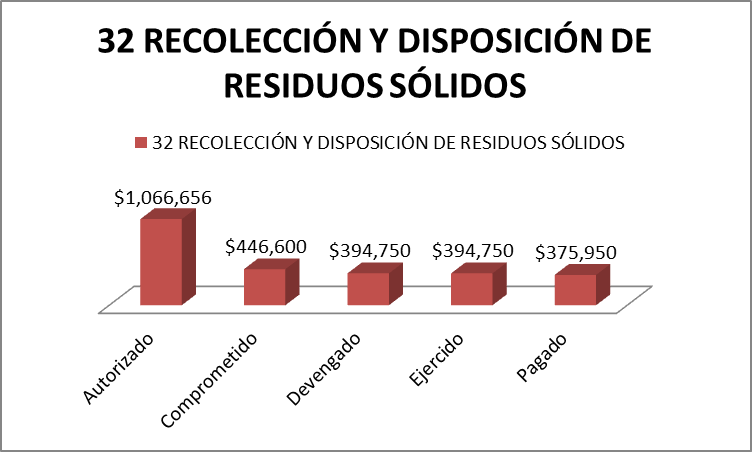 32 RECOLECCIÓN Y DISPOSICIÓN DE
RESIDUOS SÓLIDOS
32 RECOLECCIÓN Y DISPOSICIÓN DE RESIDUOS SÓLIDOS
$1,066,656
$446,600
$394,750
$394,750
$375,950
Autorizado
Comprometido
Devengado
Ejercido
Pagado